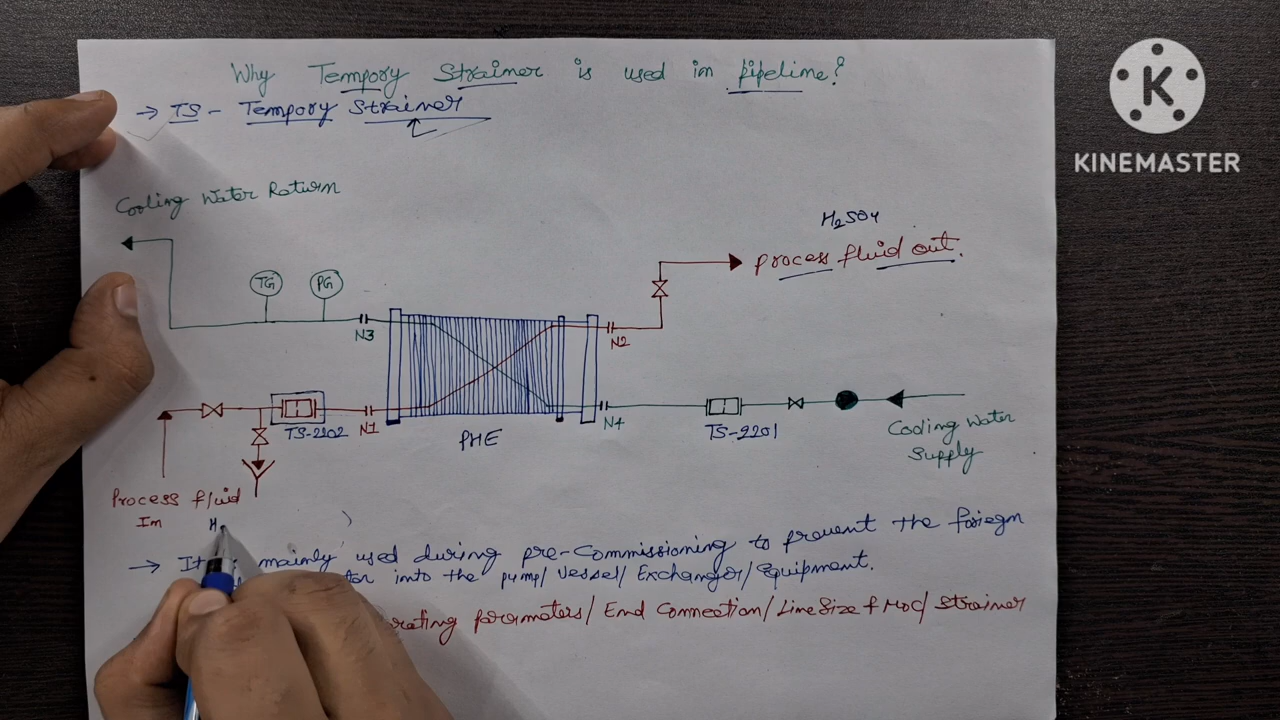 Why Tempory Strainer is used in pipeline?
→ TS - Tempory Strainer
K
KINEMASTER
Cooling Water Return
H₂SO4
Process fluid out.
TG
PG
N3
N2
TS-2202
N1
PHE
N4
TS-2201
Cooling Water
Supply
Process fluid
In
H
→ It mainly used during pre-Commissioning to prevent the foriegn
into the pump/ Vessel/ Exchanger/ Equipment.
parameters/ End Connection/ Line Size & MOC/ Strainer